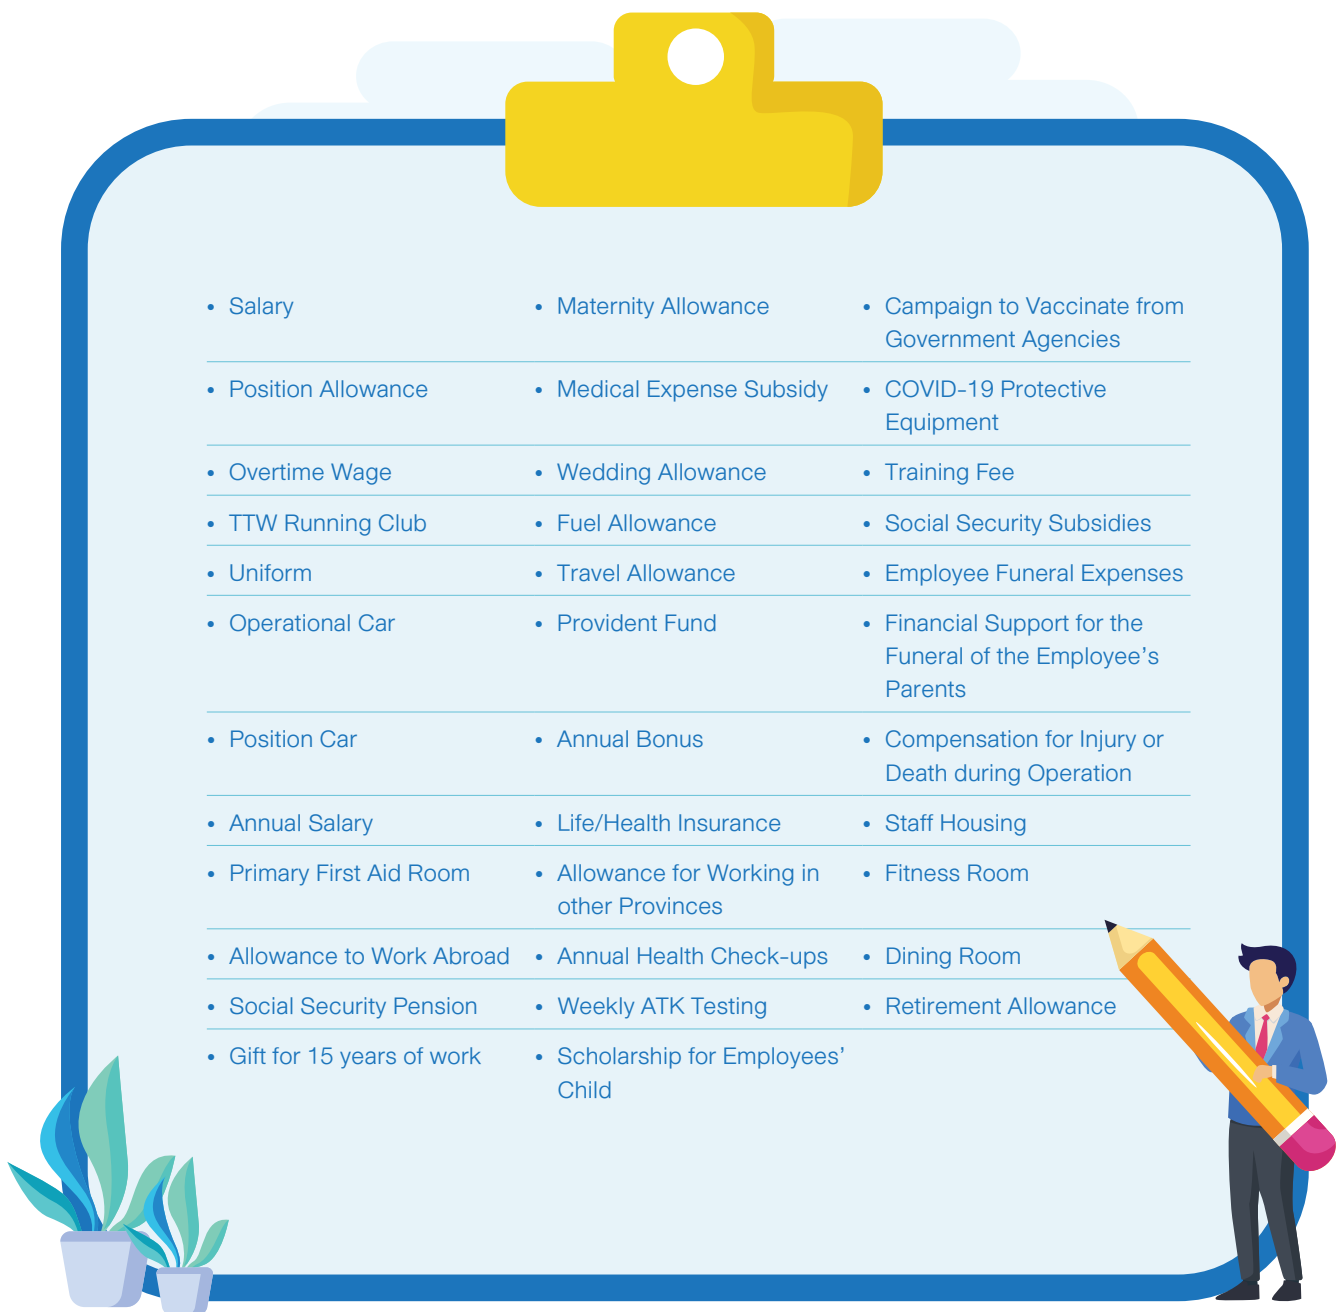 • Salary
• Maternity Allowance
• Campaign to Vaccinate from
Government Agencies
• Position Allowance
• Medical Expense Subsidy
• COVID-19 Protective
Equipment
• Overtime Wage
• Wedding Allowance
• Training Fee
• TTW Running Club
• Fuel Allowance
• Social Security Subsidies
• Uniform
• Travel Allowance
• Employee Funeral Expenses
• Operational Car
• Provident Fund
• Financial Support for the
Funeral of the Employee’s
Parents
• Position Car
• Annual Bonus
• Compensation for Injury or
Death during Operation
• Annual Salary
• Life/Health Insurance
• Staff Housing
• Primary First Aid Room
• Allowance for Working in
other Provinces
• Fitness Room
• Allowance to Work Abroad
• Annual Health Check-ups
• Dining Room
• Social Security Pension
• Weekly ATK Testing
• Retirement Allowance
• Gift for 15 years of work
• Scholarship for Employees’
Child